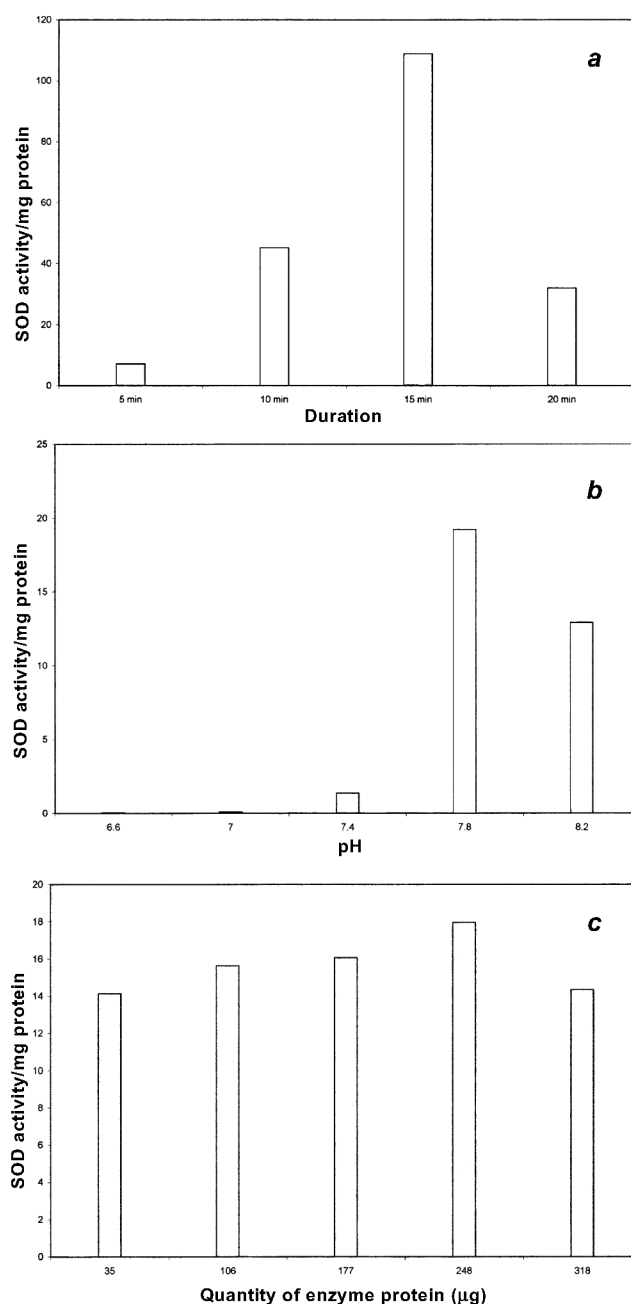 a
SOD activity/mg protein
120
100
80
60
40
20
0
5 min 10 min 15 min 20 min
Duration
b
SOD activity/mg protein
25
20
15
10
5
0
6.6 7 7.4 7.8 8.2
pH
c
SOD activity/mg protein
20
18
16
14
12
10
8
6
4
2
0
35 106 177 248 318
Quantity of enzyme protein (μg)